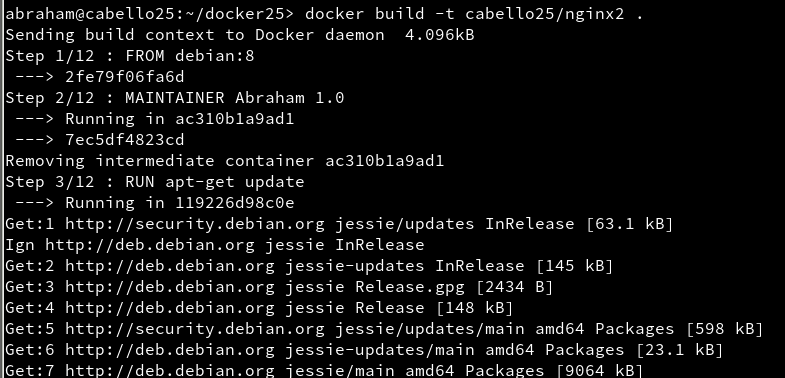 abraham@cabello25:~/docker25> docker build -t cabello25/nginx2 .
Sending build context to Docker daemon  4.096kB
Step 1/12 : FROM debian:8
 ---> 2fe79f06fa6d
Step 2/12 : MAINTAINER Abraham 1.0
 ---> Running in ac310b1a9ad1
 ---> 7ec5df4823cd
Removing intermediate container ac310b1a9ad1
Step 3/12 : RUN apt-get update
 ---> Running in 119226d98c0e
Get:1 http://security.debian.org jessie/updates InRelease [63.1 kB]
Ign http://deb.debian.org jessie InRelease
Get:2 http://deb.debian.org jessie-updates InRelease [145 kB]
Get:3 http://deb.debian.org jessie Release.gpg [2434 B]
Get:4 http://deb.debian.org jessie Release [148 kB]
Get:5 http://security.debian.org jessie/updates/main amd64 Packages [598 kB]
Get:6 http://deb.debian.org jessie-updates/main amd64 Packages [23.1 kB]
Get:7 http://deb.debian.org jessie/main amd64 Packages [9064 kB]